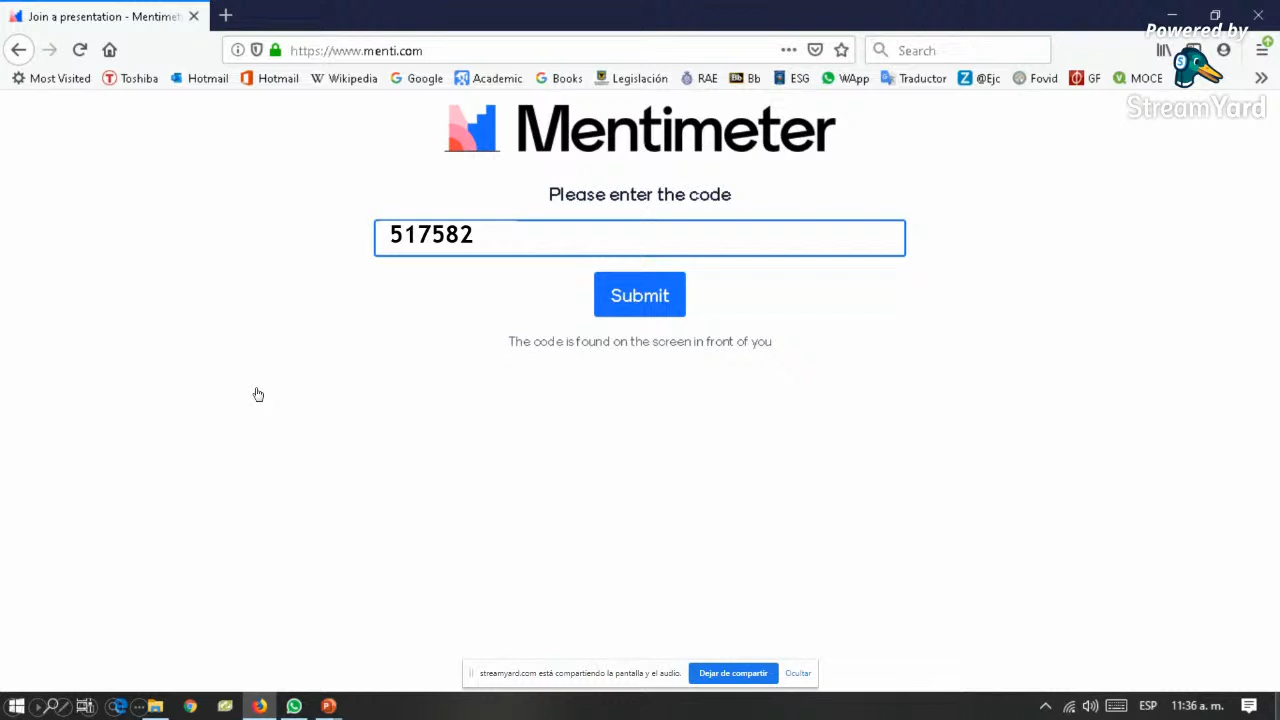 Join a presentation - Mentimet
https://www.menti.com
Search
Powered by
StreamYard
Most Visited Toshiba Hotmail Hotmail Wikipedia Google Academic Books Legislación RAE Bb ESG WApp Traductor @Ejc Fovid GF MOCE
Mentimeter
Please enter the code
517582
Submit
The code is found on the screen in front of you
streamyard.com está compartiendo la pantalla y el audio. Dejar de compartir Ocultar
ESP 11:36 a. m.